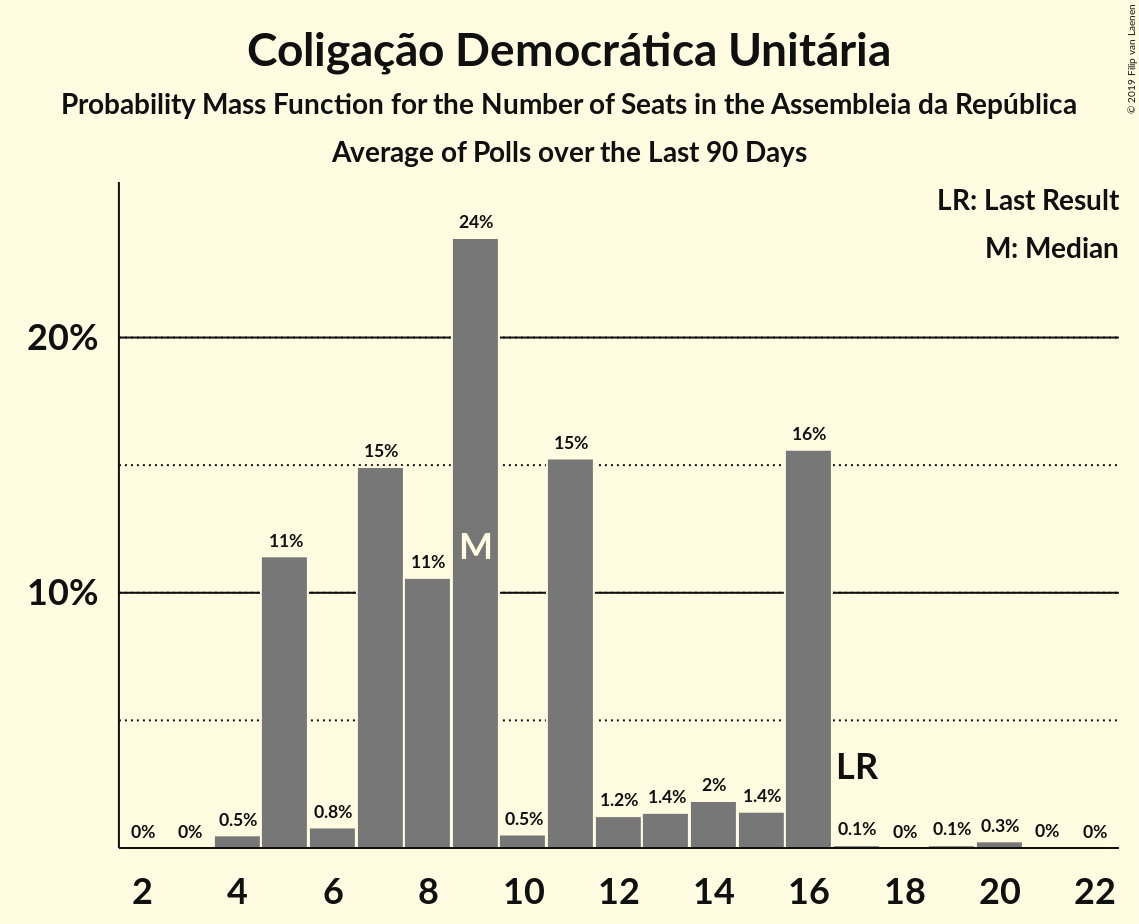 Coligação Democrática Unitária
Probability Mass Function for the Number of Seats in the Assembleia da República
Average of Polls over the Last 90 Days
© 2019 Filip van Laenen
LR: Last Result
M: Median
20%
10%
0%
0%
0.5%
11%
0.8%
15%
11%
24%
0.5%
15%
1.2%
1.4%
2%
1.4%
16%
0.1%
0%
0.1%
0.3%
0%
0%
M
LR
2 4 6 8 10 12 14 16 18 20 22